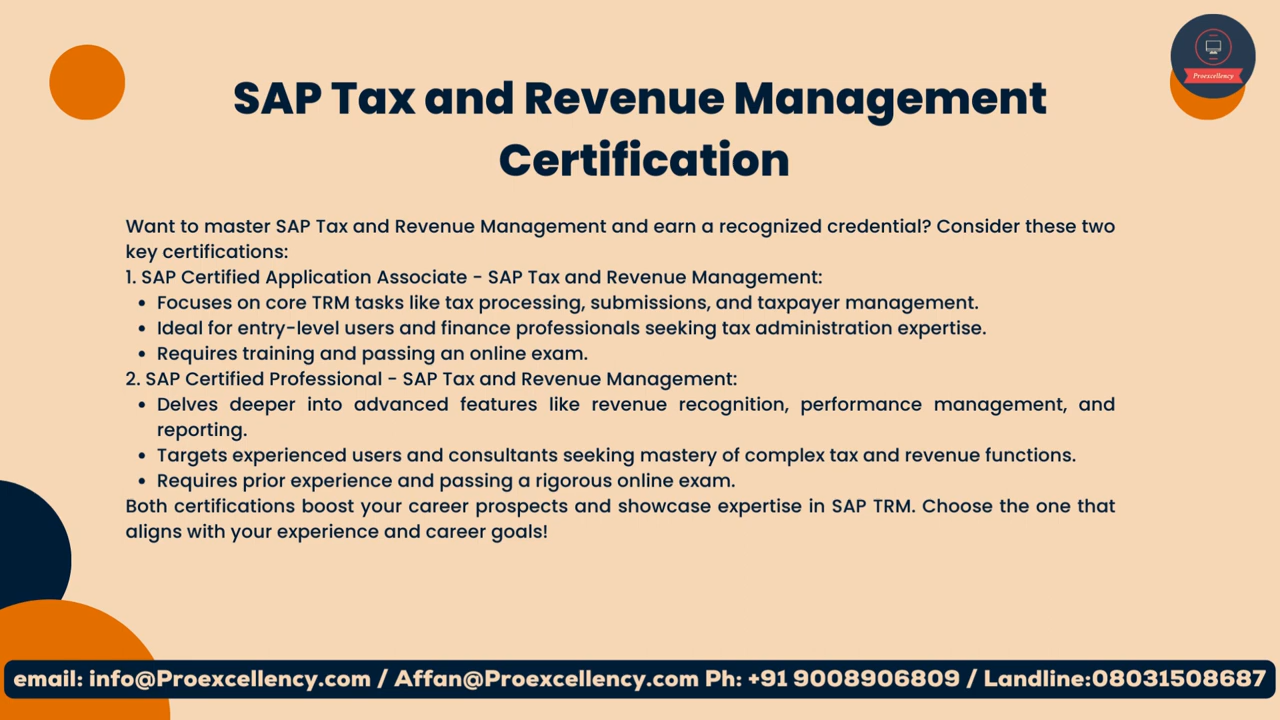 Proexcellency
SAP Tax and Revenue Management
Certification
Want to master SAP Tax and Revenue Management and earn a recognized credential? Consider these two
key certifications:
1. SAP Certified Application Associate - SAP Tax and Revenue Management:
• Focuses on core TRM tasks like tax processing, submissions, and taxpayer management.
• Ideal for entry-level users and finance professionals seeking tax administration expertise.
• Requires training and passing an online exam.
2. SAP Certified Professional - SAP Tax and Revenue Management:
• Delves deeper into advanced features like revenue recognition, performance management, and
reporting.
• Targets experienced users and consultants seeking mastery of complex tax and revenue functions.
• Requires prior experience and passing a rigorous online exam.
Both certifications boost your career prospects and showcase expertise in SAP TRM. Choose the one that
aligns with your experience and career goals!
email: info@Proexcellency.com / Affan@Proexcellency.com Ph: +91 9008906809 / Landline:08031508687